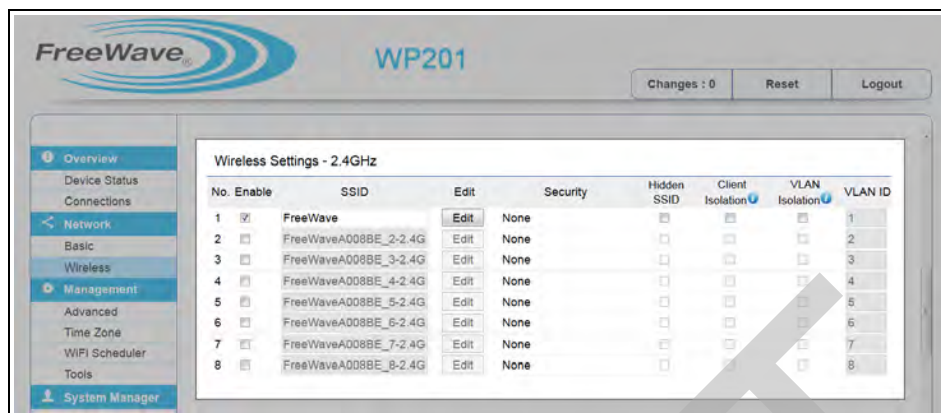 FreeWave®
WP201
Changes : 0 Reset Logout
Overview
Device Status
Connections
Network
Basic
Wireless
Management
Advanced
Time Zone
WiFi Scheduler
Tools
System Manager
Wireless Settings - 2.4GHz
No. Enable SSID Edit Security Hidden SSID Client Isolation VLAN Isolation VLAN ID
1 FreeWave Edit None 1
2 FreeWaveA008BE_2-2.4G Edit None 2
3 FreeWaveA008BE_3-2.4G Edit None 3
4 FreeWaveA008BE_4-2.4G Edit None 4
5 FreeWaveA008BE_5-2.4G Edit None 5
6 FreeWaveA008BE_6-2.4G Edit None 6
7 FreeWaveA008BE_7-2.4G Edit None 7
8 FreeWaveA008BE_8-2.4G Edit None 8